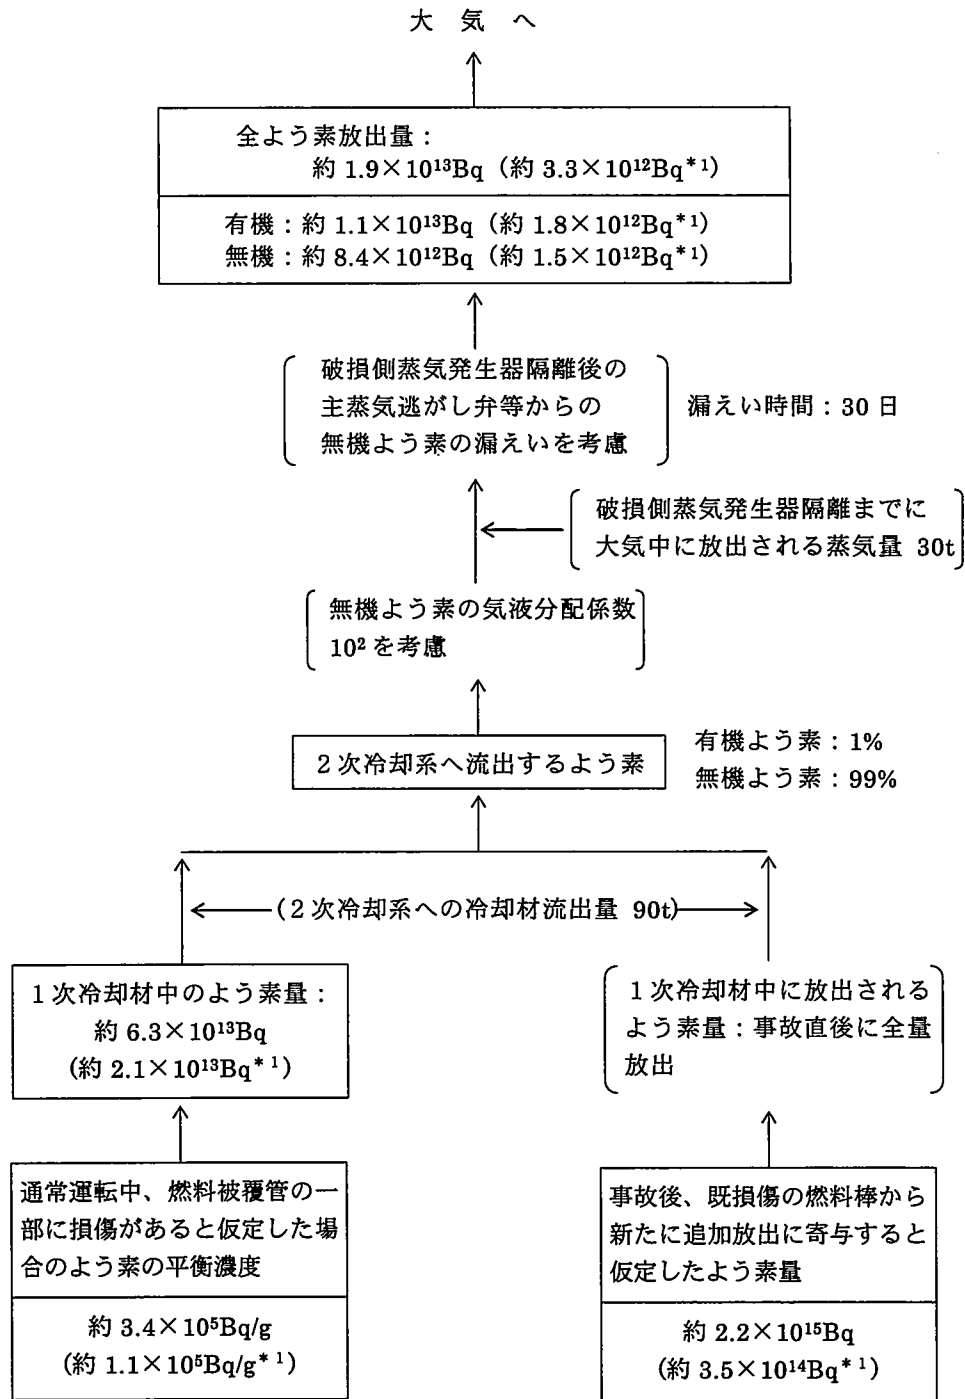 大 気 へ
全よう素放出量：
約 1.9×10¹³Bq（約 3.3×10¹²Bq*¹）
有機：約 1.1×10¹³Bq（約 1.8×10¹²Bq*¹）
無機：約 8.4×10¹²Bq（約 1.5×10¹²Bq*¹）
破損側蒸気発生器隔離後の
主蒸気逃がし弁等からの
無機よう素の漏えいを考慮
漏えい時間：30 日
破損側蒸気発生器隔離までに
大気中に放出される蒸気量 30t
無機よう素の気液分配係数
10² を考慮
2次冷却系へ流出するよう素
有機よう素：1%
無機よう素：99%
(2次冷却系への冷却材流出量 90t)
1次冷却材中のよう素量：
約 6.3×10¹³Bq
(約 2.1×10¹³Bq*¹)
1次冷却材中に放出される
よう素量：事故直後に全量
放出
通常運転中、燃料被覆管の一
部に損傷があると仮定した場
合のよう素の平衡濃度
約 3.4×10⁵Bq/g
(約 1.1×10⁵Bq/g*¹)
事故後、既損傷の燃料棒から
新たに追加放出に寄与すると
仮定したよう素量
約 2.2×10¹⁵Bq
(約 3.5×10¹⁴Bq*¹)